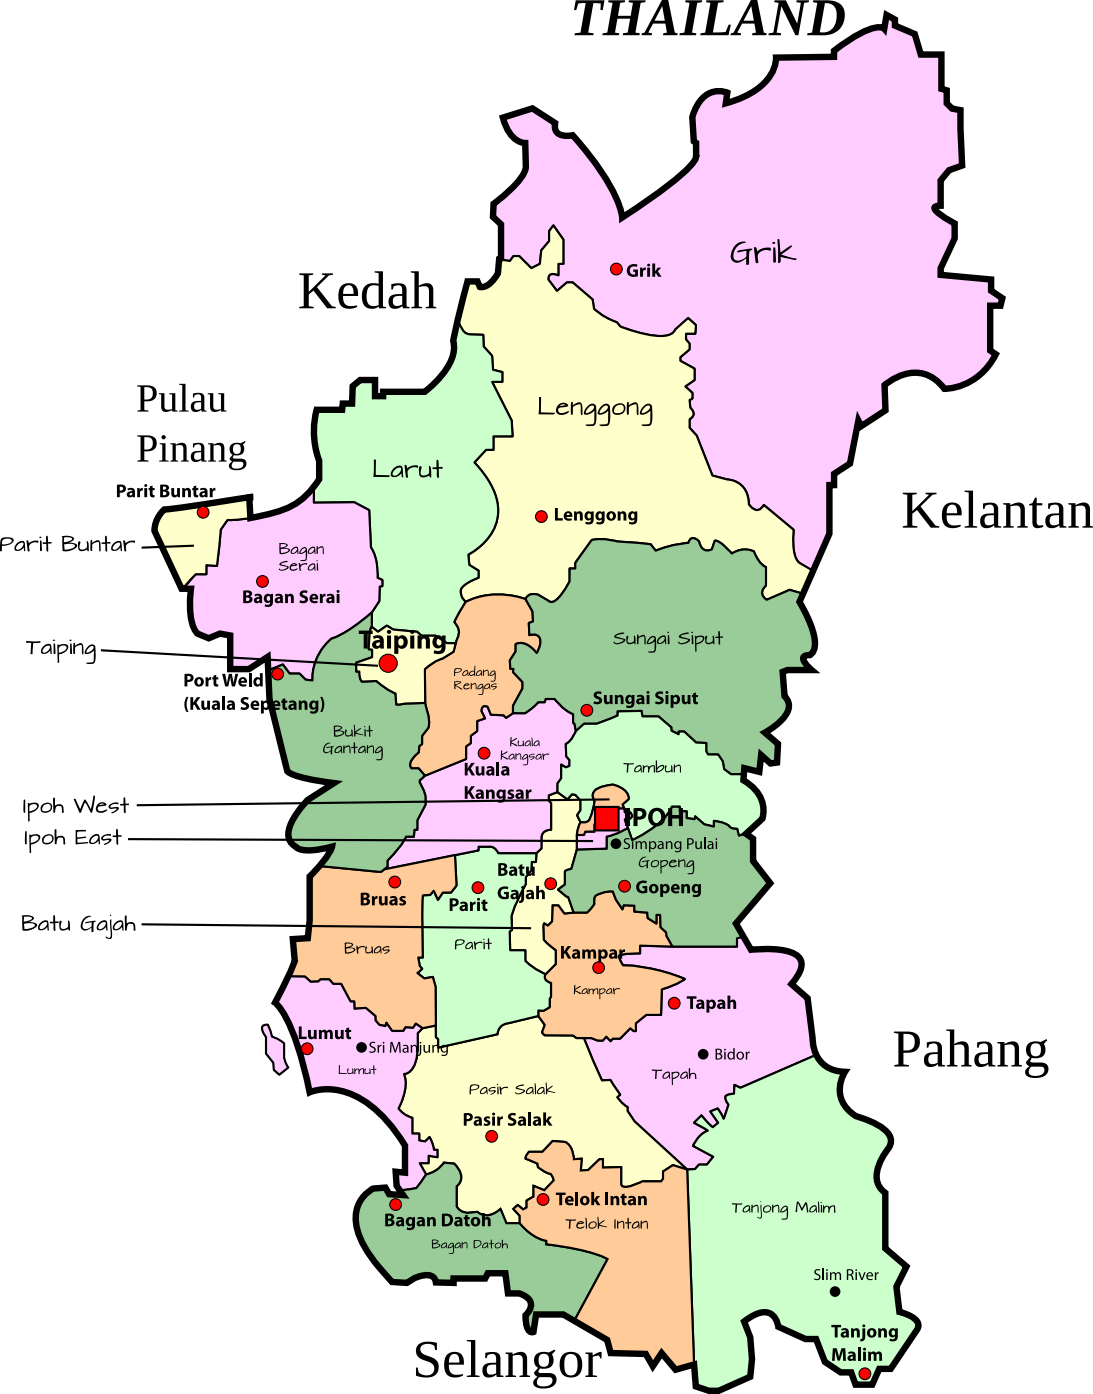 THAILAND
Grik
Grik
Kedah
Pulau
Pinang
Lenggong
Larut
Parit Buntar
Lenggong
Kelantan
Parit Buntar
Bagan
Serai
Bagan Serai
Taiping
Taiping
Sungai Siput
Padang
Rengas
Port Weld
(Kuala Sepetang)
Sungai Siput
Bukit
Gantang
Kuala
Kangsar
Kuala
Kangsar
Tambun
Ipoh West
IPOH
Ipoh East
Simpang Pulai
Gopeng
Batu
Gajah
Gopeng
Bruas
Parit
Batu Gajah
Bruas
Parit
Kampar
Kampar
Tapah
Lumut
Sri Manjung
Lumut
Bidor
Tapah
Pahang
Pasir Salak
Pasir Salak
Telok Intan
Telok Intan
Tanjong Malim
Bagan Datoh
Bagan Datoh
Slim River
Tanjong
Malim
Selangor